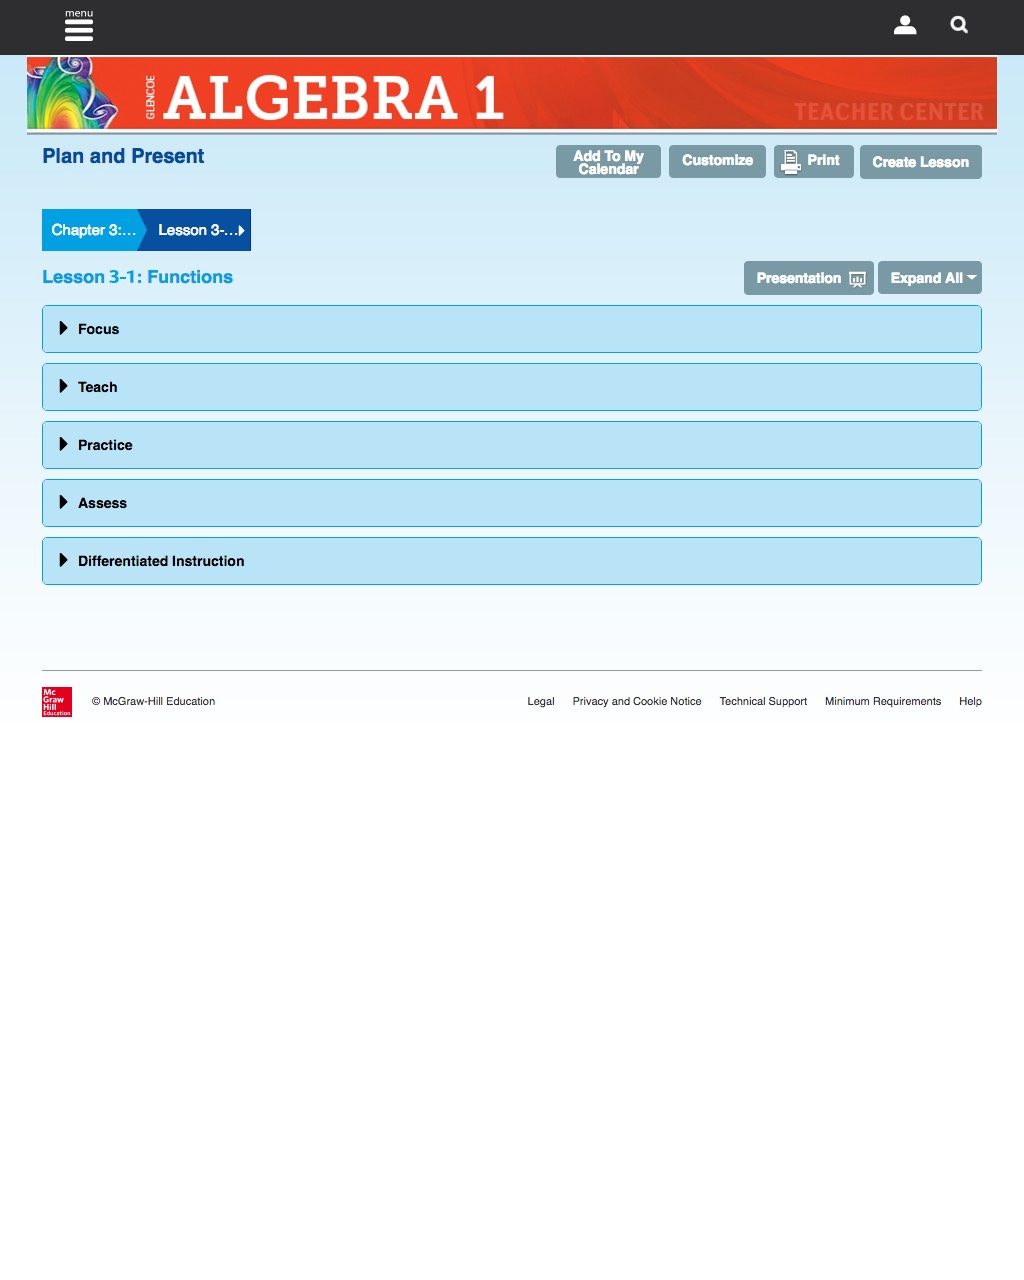 menu
GLENCOE
ALGEBRA 1
TEACHER CENTER
Plan and Present
Add To My
Calendar
Customize
Print
Create Lesson
Chapter 3:...
Lesson 3-...
Lesson 3-1: Functions
Presentation
Expand All
Focus
Teach
Practice
Assess
Differentiated Instruction
Mc
Graw
Hill
Education
© McGraw-Hill Education
Legal
Privacy and Cookie Notice
Technical Support
Minimum Requirements
Help